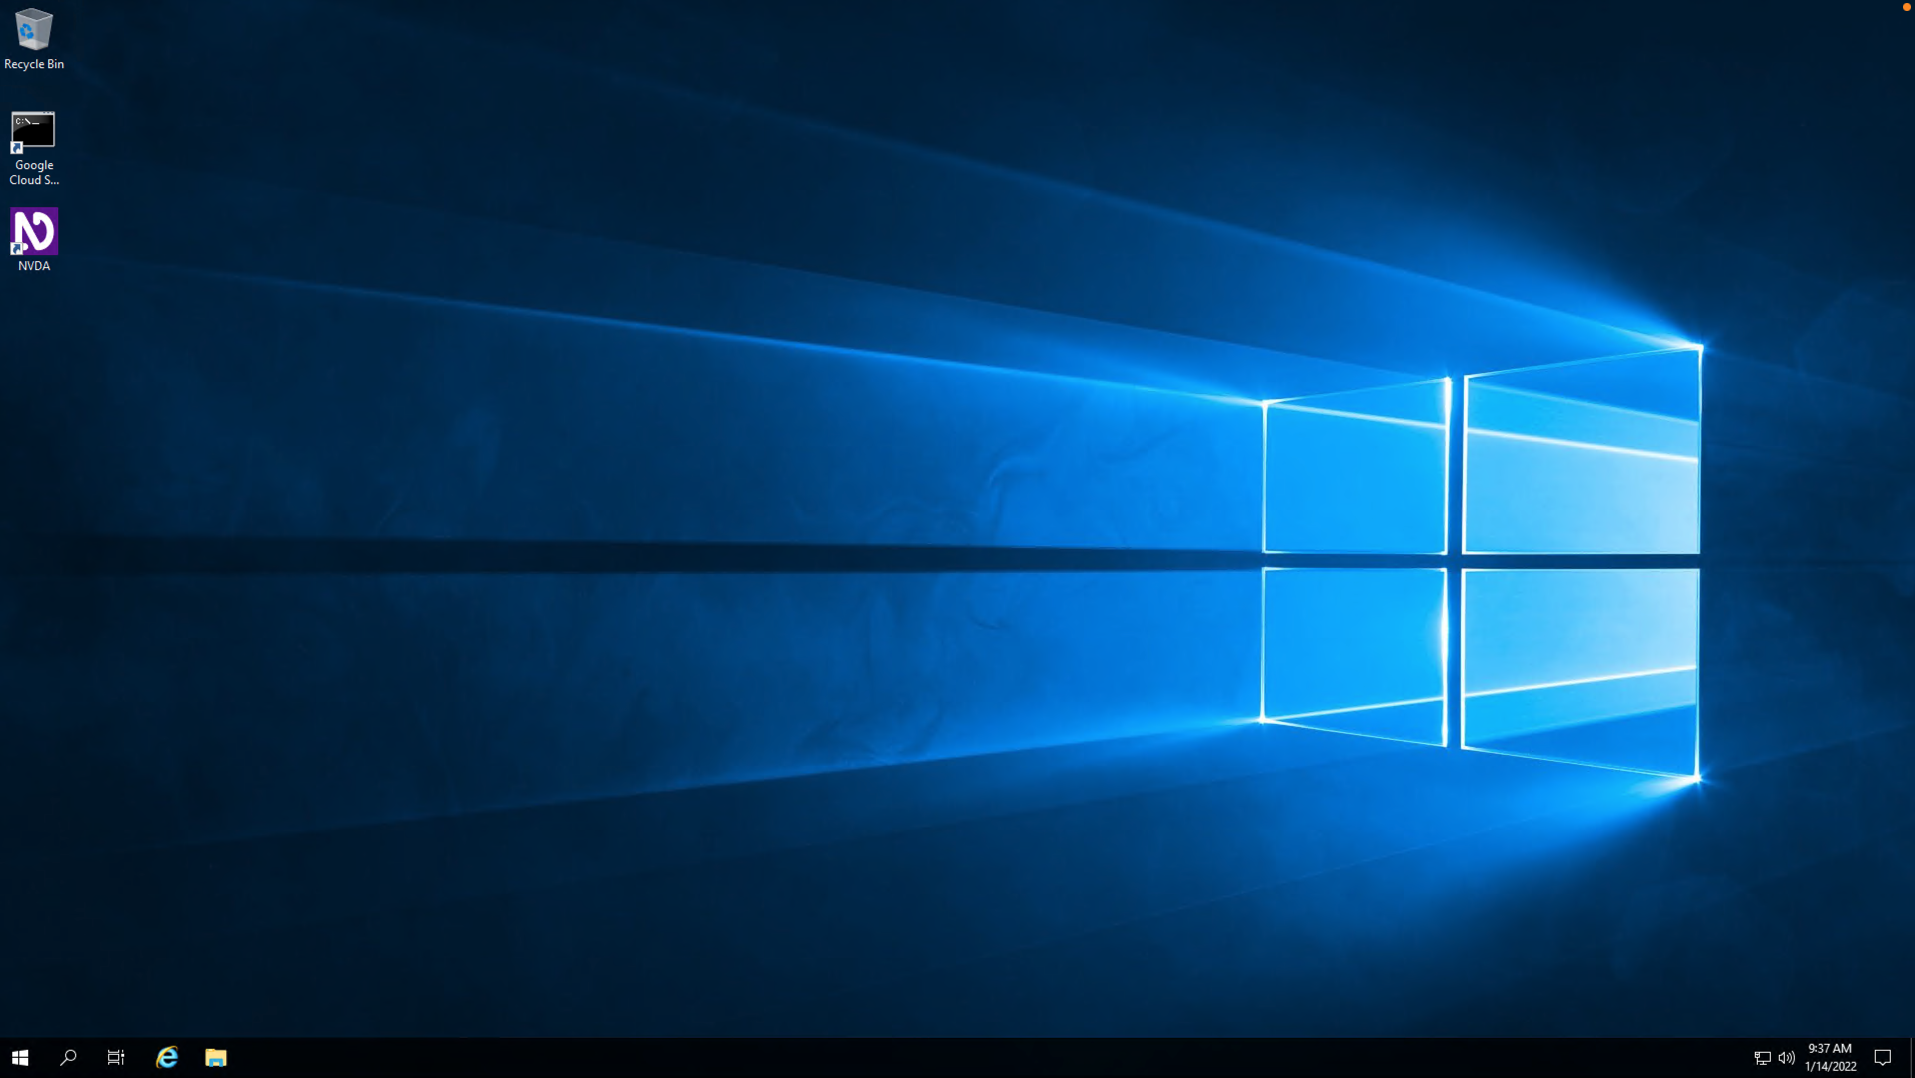 Recycle Bin
C:\_
Google
Cloud S...
NVDA
9:37 AM
1/14/2022